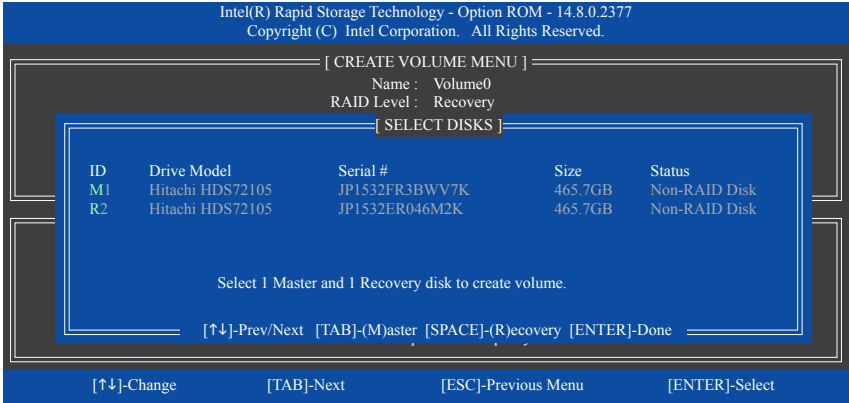 Intel(R) Rapid Storage Technology - Option ROM - 14.8.0.2377
Copyright (C) Intel Corporation. All Rights Reserved.
[ CREATE VOLUME MENU ]
Name : Volume0
RAID Level : Recovery
[ SELECT DISKS ]
ID Drive Model Serial # Size Status
M1 Hitachi HDS72105 JP1532FR3BWV7K 465.7GB Non-RAID Disk
R2 Hitachi HDS72105 JP1532ER046M2K 465.7GB Non-RAID Disk
Select 1 Master and 1 Recovery disk to create volume.
[↑↓]-Prev/Next [TAB]-(M)aster [SPACE]-(R)ecovery [ENTER]-Done
[↑↓]-Change [TAB]-Next [ESC]-Previous Menu [ENTER]-Select